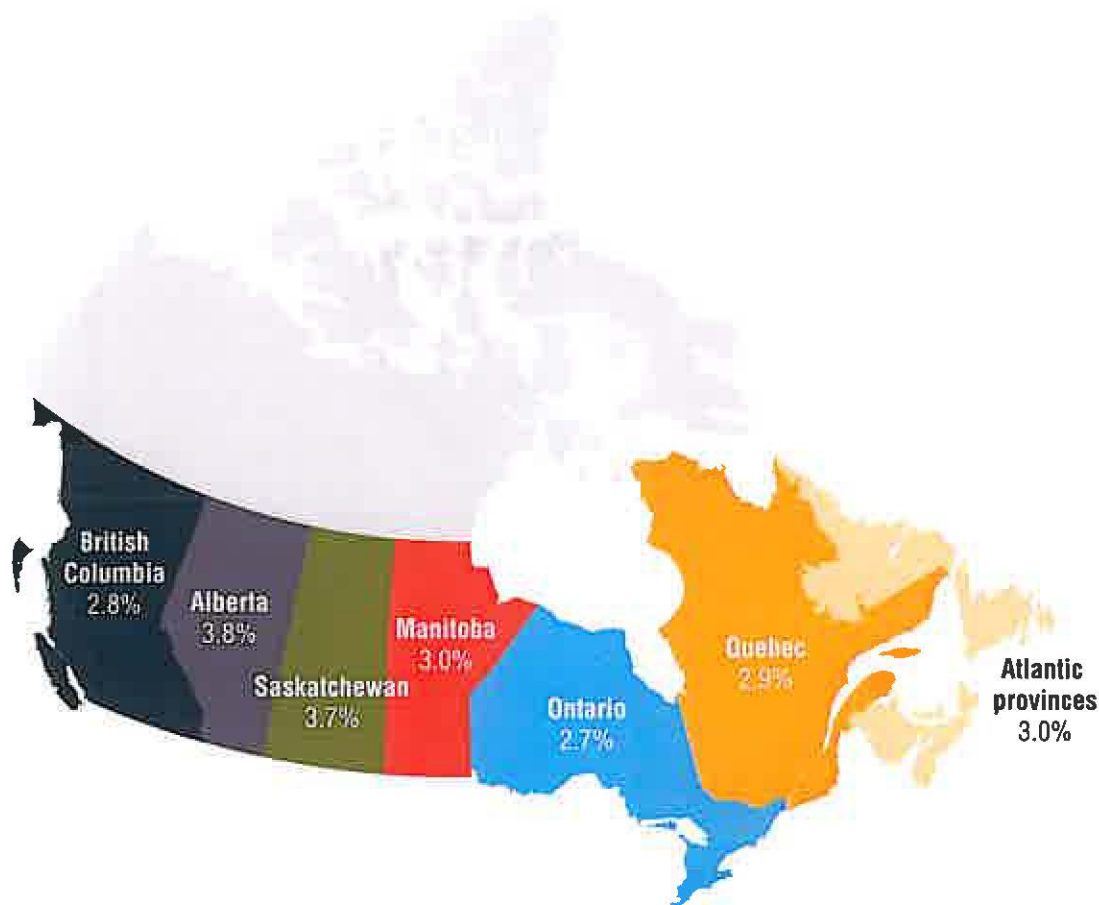 British
Columbia
2.8%
Alberta
3.8%
Saskatchewan
3.7%
Manitoba
3.0%
Ontario
2.7%
Quebec
2.9%
Atlantic
provinces
3.0%